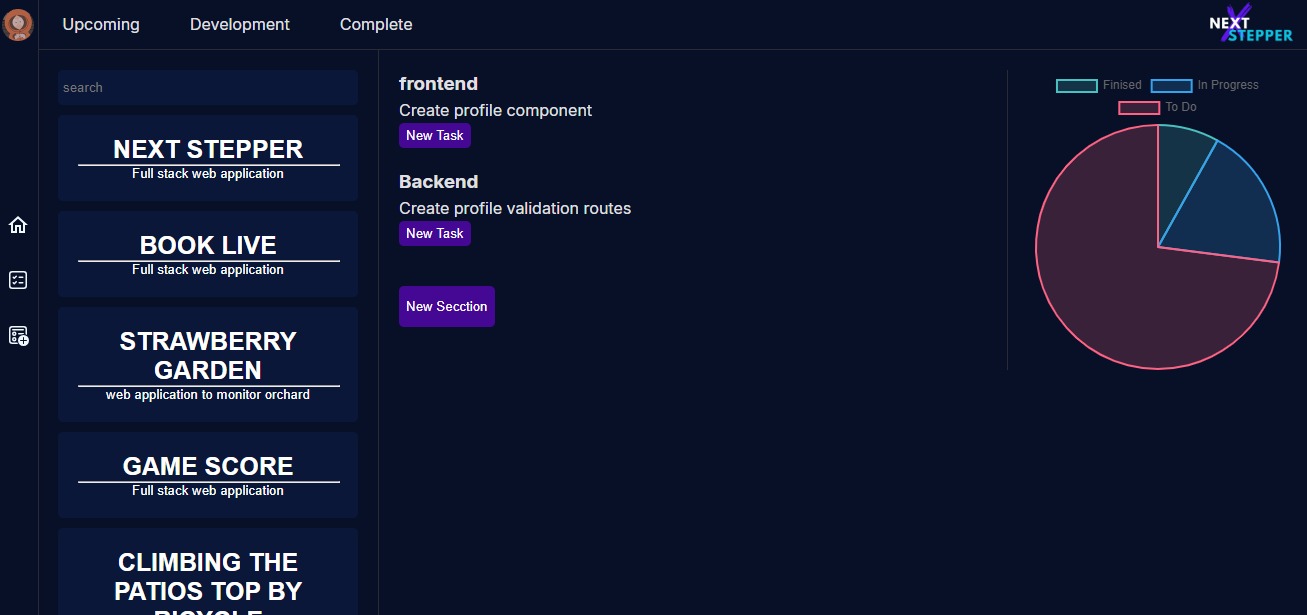 Upcoming
Development
Complete
NEXT
STEPPER
search
NEXT STEPPER
Full stack web application
BOOK LIVE
Full stack web application
STRAWBERRY
GARDEN
web application to monitor orchard
GAME SCORE
Full stack web application
CLIMBING THE
PATIOS TOP BY
BICYCLE
frontend
Create profile component
New Task
Backend
Create profile validation routes
New Task
New Secction
Finised
In Progress
To Do